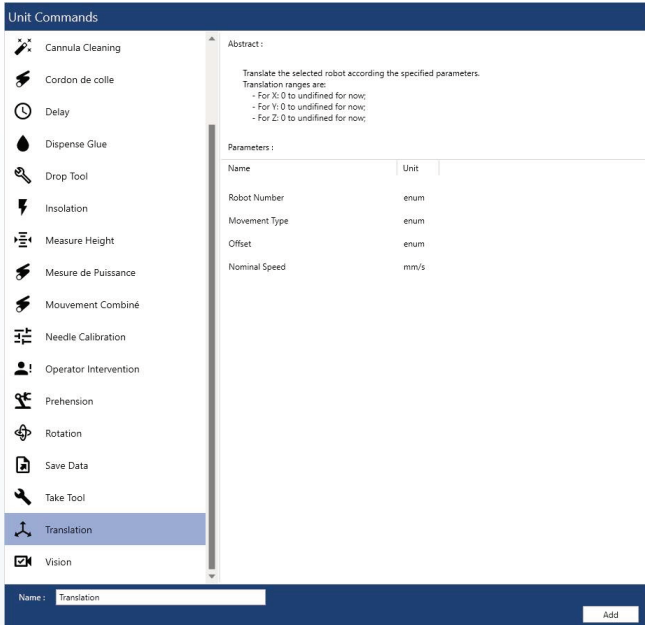 Unit Commands
Cannula Cleaning
Cordon de colle
Delay
Dispense Glue
Drop Tool
Insolation
Measure Height
Mesure de Puissance
Mouvement Combiné
Needle Calibration
Operator Intervention
Prehension
Rotation
Save Data
Take Tool
Translation
Vision
Abstract :
Translate the selected robot according the specified parameters.
Translation ranges are:
- For X: 0 to undifined for now;
- For Y: 0 to undifined for now;
- For Z: 0 to undifined for now;
Parameters :
Name Unit
Robot Number enum
Movement Type enum
Offset enum
Nominal Speed mm/s
Name : Translation
Add